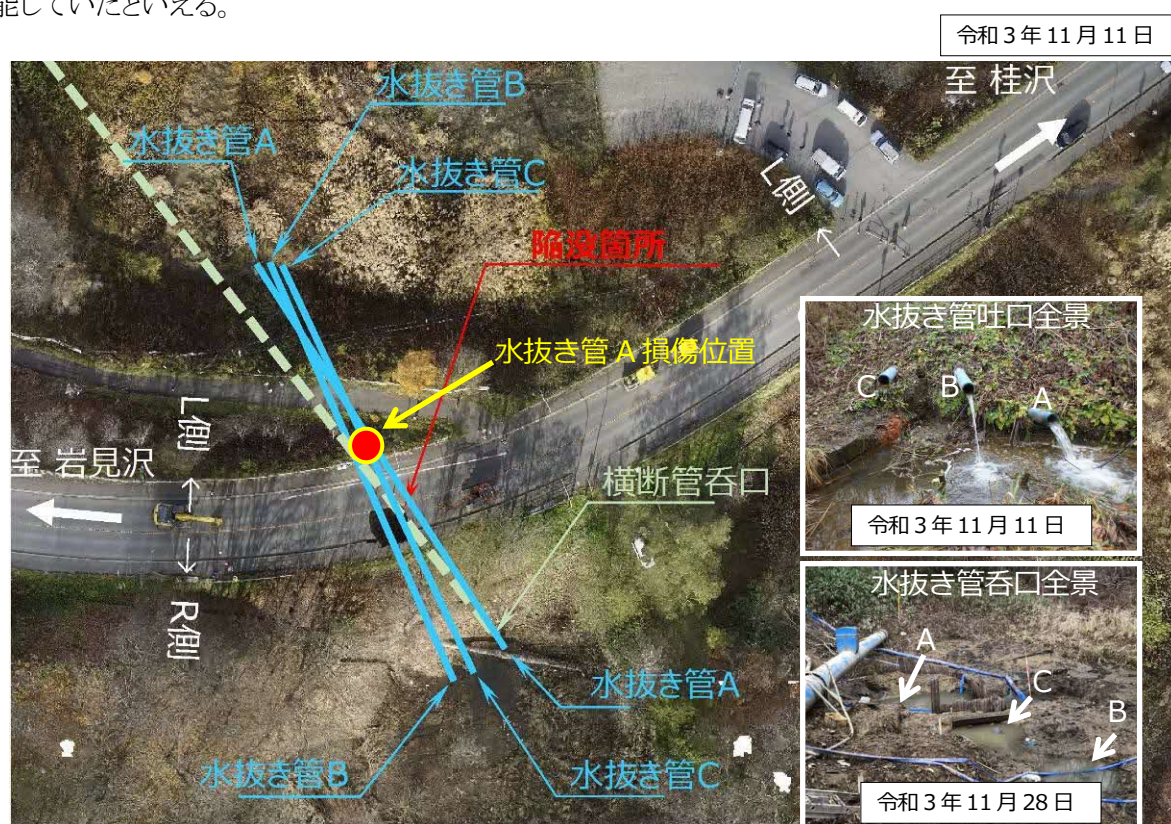 能していたといえる。
令和3年11月11日
至 桂沢
水抜き管B
水抜き管A
水抜き管C
L側
陥没箇所
水抜き管吐口全景
水抜き管A損傷位置
C
B
A
L側
至 岩見沢
横断管呑口
令和3年11月11日
水抜き管呑口全景
R側
A
C
水抜き管A
B
水抜き管B
水抜き管C
令和3年11月28日